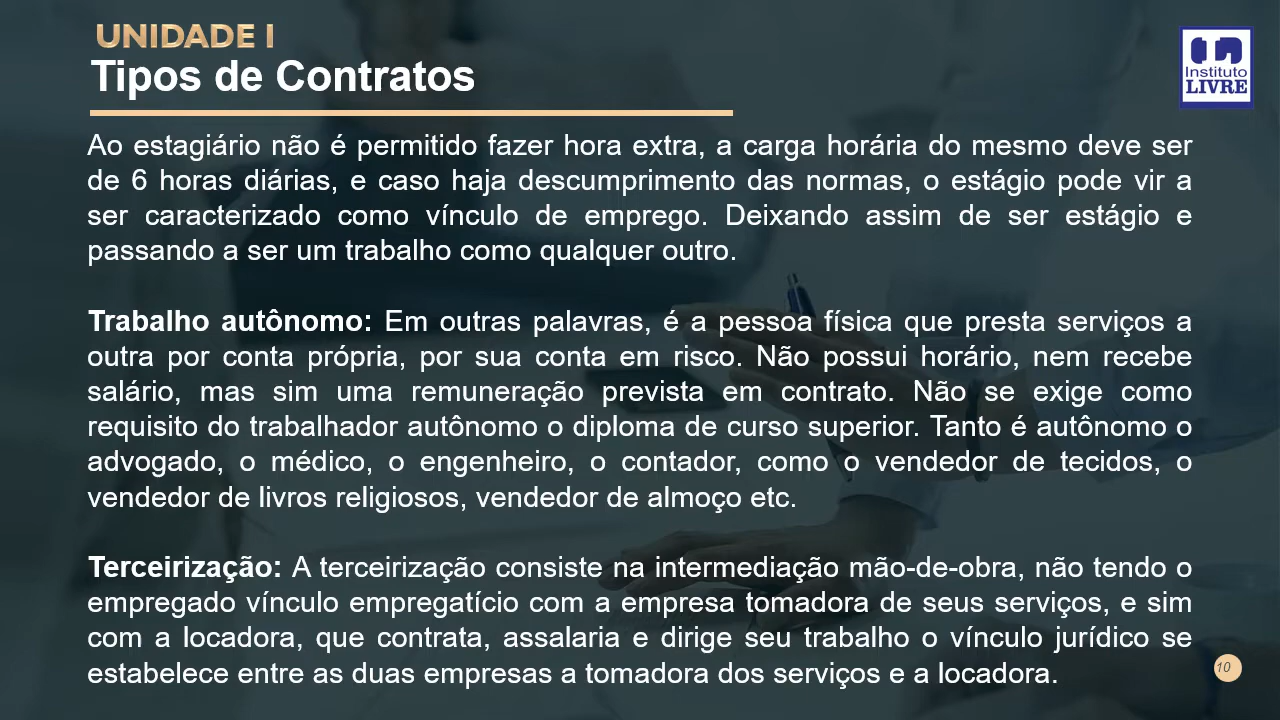 UNIDADE I
Tipos de Contratos
Instituto
LIVRE
Ao estagiário não é permitido fazer hora extra, a carga horária do mesmo deve ser
de 6 horas diárias, e caso haja descumprimento das normas, o estágio pode vir a
ser caracterizado como vínculo de emprego. Deixando assim de ser estágio e
passando a ser um trabalho como qualquer outro.
Trabalho autônomo: Em outras palavras, é a pessoa física que presta serviços a
outra por conta própria, por sua conta em risco. Não possui horário, nem recebe
salário, mas sim uma remuneração prevista em contrato. Não se exige como
requisito do trabalhador autônomo o diploma de curso superior. Tanto é autônomo o
advogado, o médico, o engenheiro, o contador, como o vendedor de tecidos, o
vendedor de livros religiosos, vendedor de almoço etc.
Terceirização: A terceirização consiste na intermediação mão-de-obra, não tendo o
empregado vínculo empregatício com a empresa tomadora de seus serviços, e sim
com a locadora, que contrata, assalaria e dirige seu trabalho o vínculo jurídico se
estabelece entre as duas empresas a tomadora dos serviços e a locadora.
10